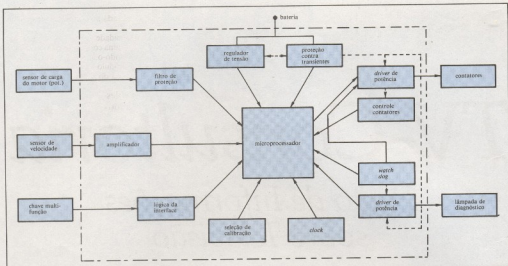 bateria
regulador
de tensão
proteção
contra
transientes
sensor de carga
do motor (pot.)
filtro de
proteção
driver de
potência
contatores
controle
contatores
sensor de
velocidade
amplificador
microprocessador
watch
dog
chave multi-
função
lógica da
interface
driver de
potência
lâmpada de
diagnóstico
seleção de
calibração
clock